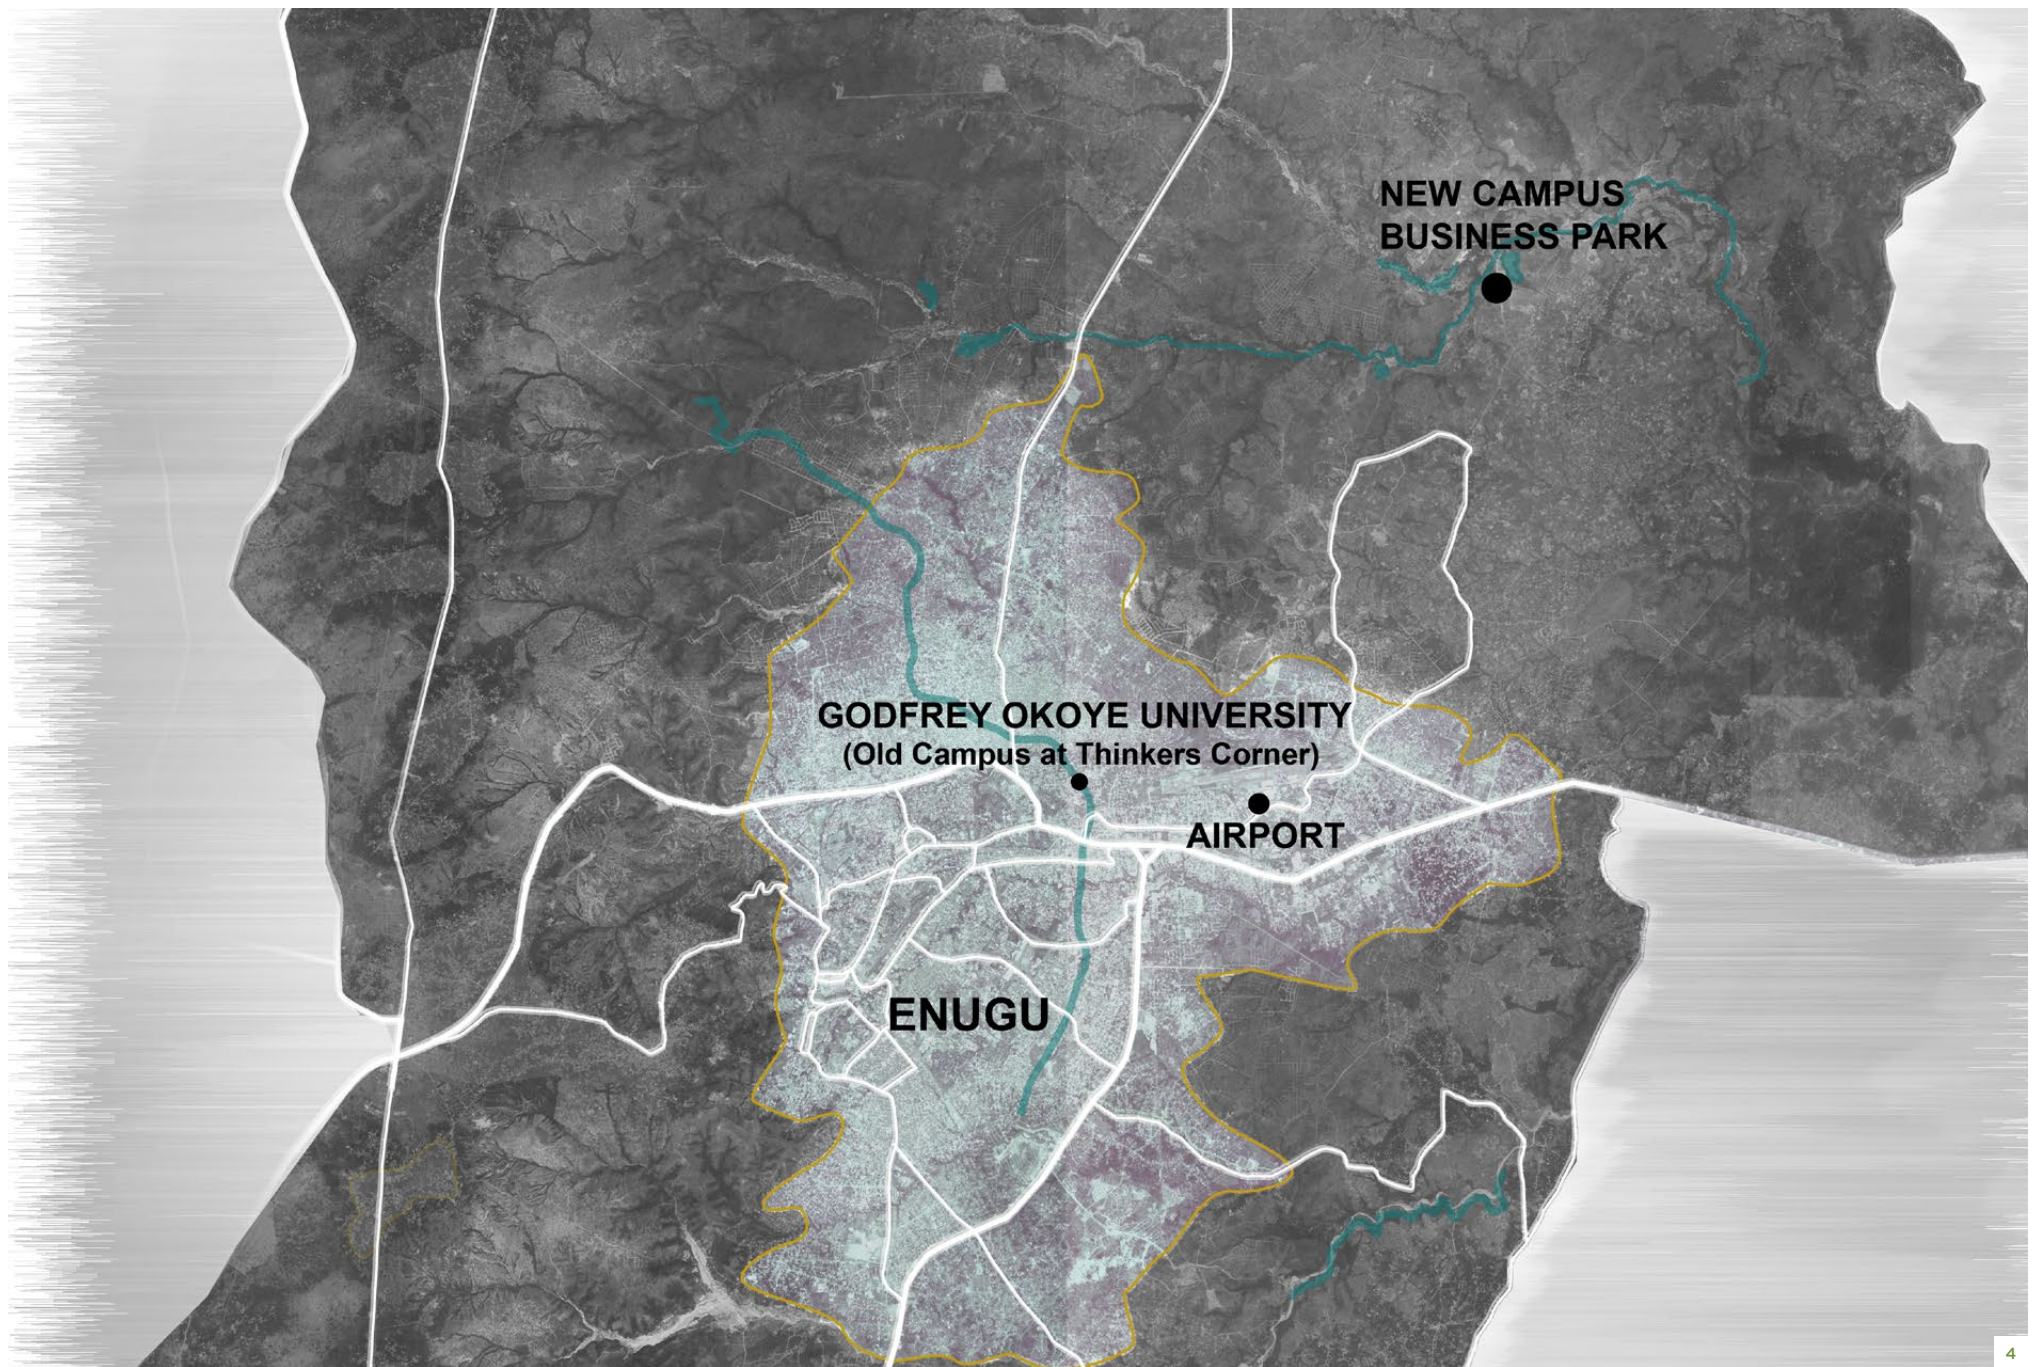 NEW CAMPUS
BUSINESS PARK
GODFREY OKOYE UNIVERSITY
(Old Campus at Thinkers Corner)
AIRPORT
ENUGU
4